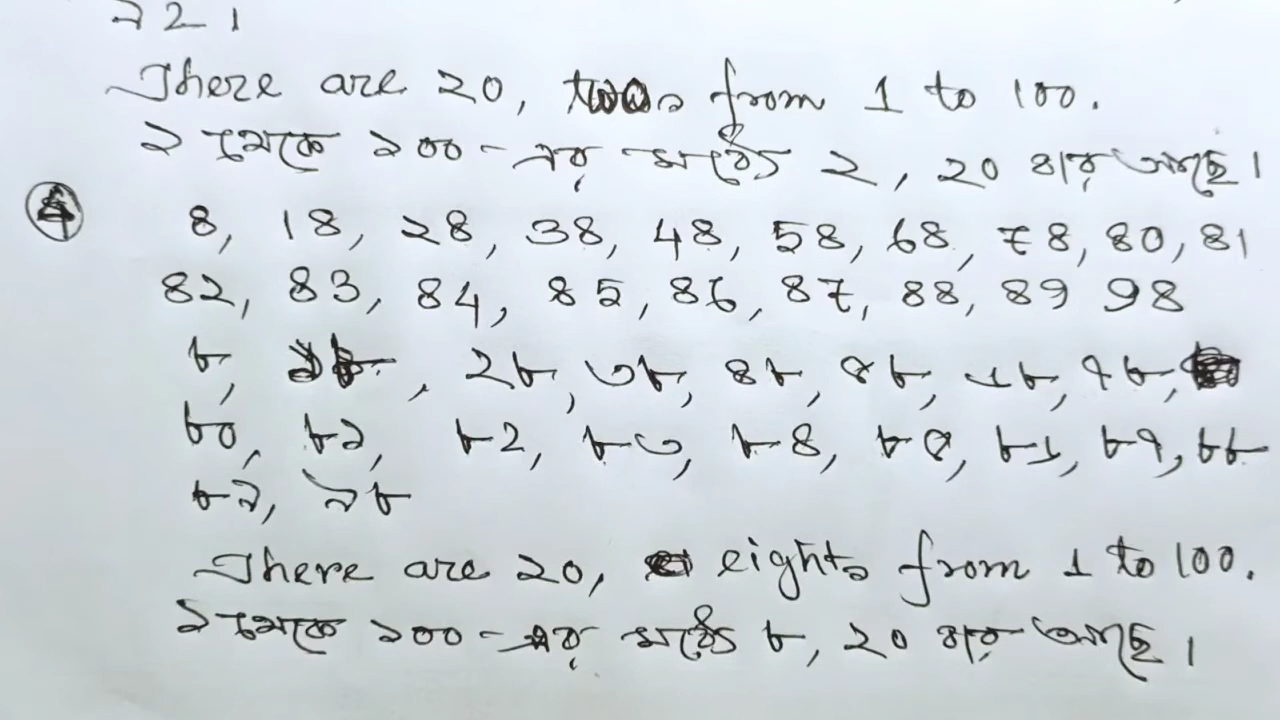 ৯২।
There are 20, twos from 1 to 100.
১ থেকে ১০০-এর মধ্যে ২, ২০ বার আছে।
8, 18, 28, 38, 48, 58, 68, 78, 80, 81
82, 83, 84, 85, 86, 87, 88, 89 98
৮, ১৮, ২৮, ৩৮, ৪৮, ৫৮, ৬৮, ৭৮,
৮০, ৮১, ৮২, ৮৩, ৮৪, ৮৫, ৮৬, ৮৭, ৮৮
৮৯, ৯৮
There are 20, eights from 1 to 100.
১ থেকে ১০০-এর মধ্যে ৮, ২০ বার আছে।